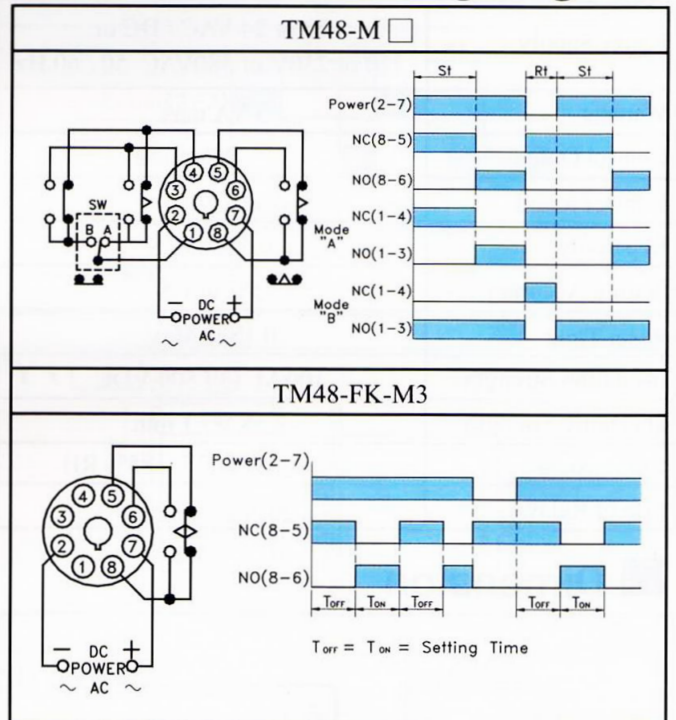 TM48-M □
St Rt St
Power(2-7)
NC(8-5)
NO(8-6)
NC(1-4)
Mode "A"
NO(1-3)
NC(1-4)
Mode "B"
NO(1-3)
4 5
3 6
2 7
1 8
SW
B A
− DC +
POWER
~ AC ~
TM48-FK-M3
Power(2-7)
NC(8-5)
NO(8-6)
TOFF TON TOFF TOFF TON
TOFF = TON = Setting Time
4 5
3 6
2 7
1 8
− DC +
POWER
~ AC ~